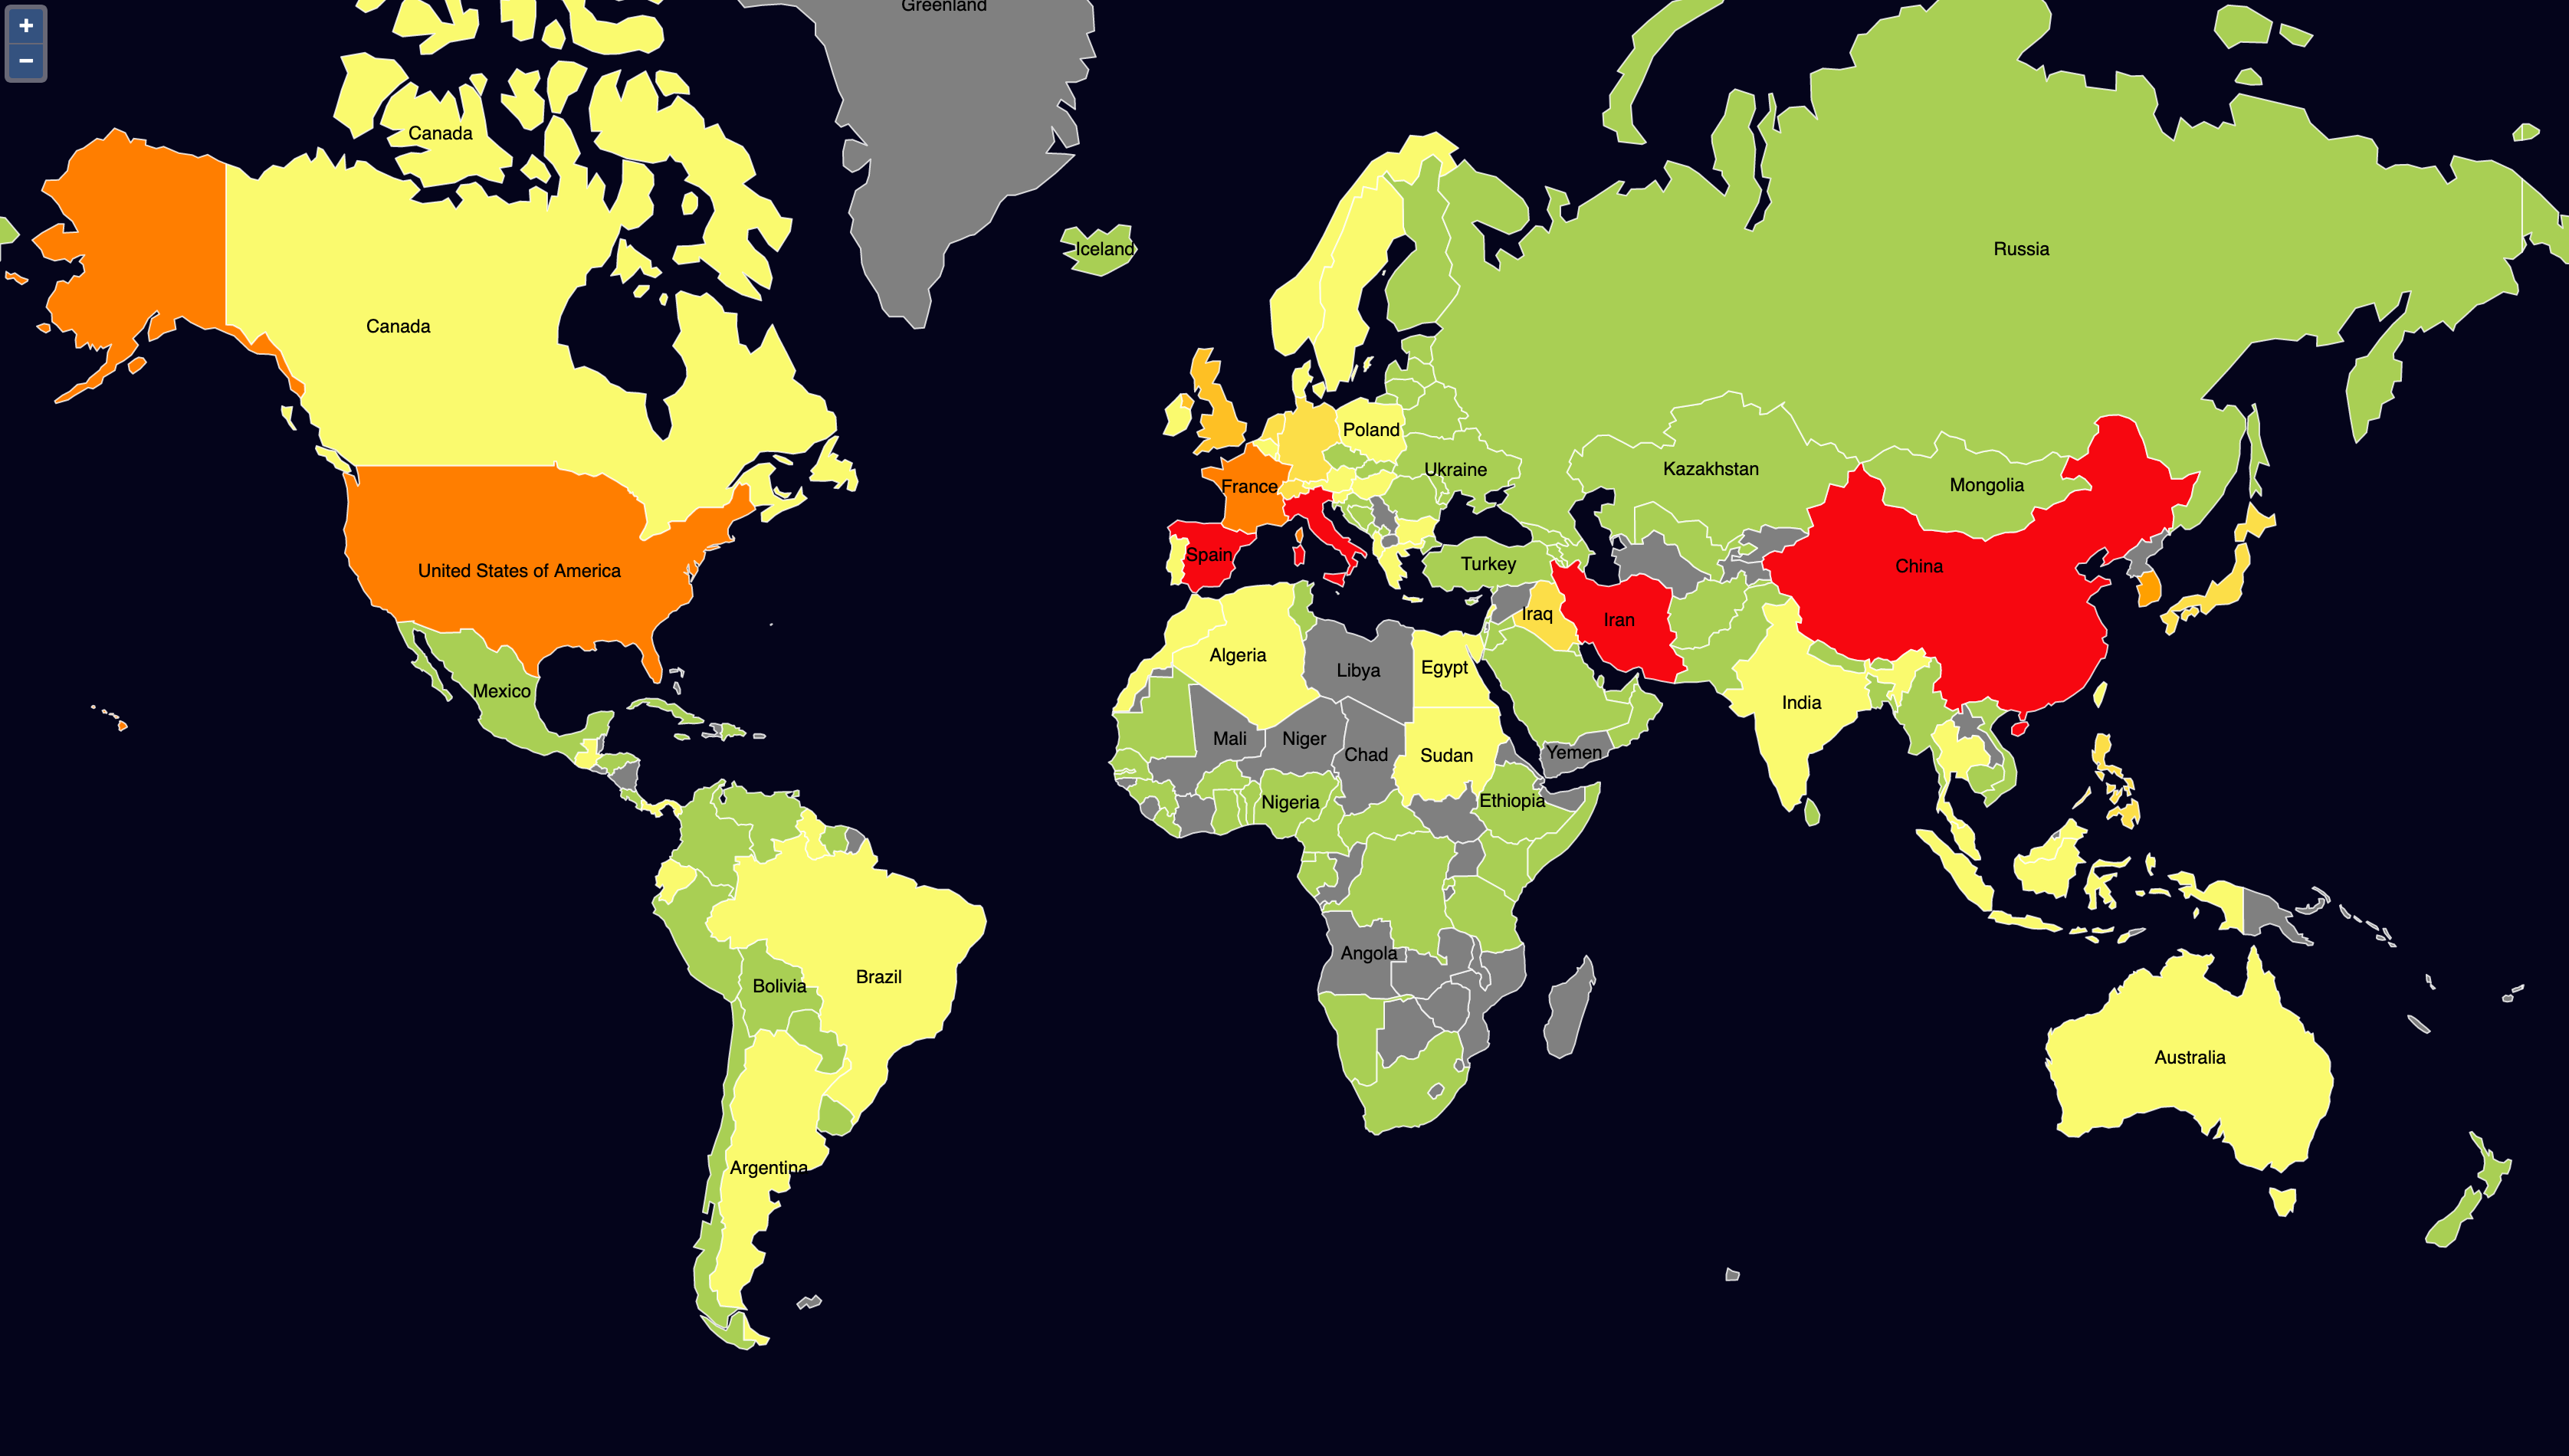 +
−
Greenland
Canada
Iceland
Russia
Canada
Poland
Ukraine
Kazakhstan
Mongolia
France
Spain
Turkey
China
United States of America
Iraq
Iran
Algeria
Libya
Egypt
Mexico
India
Mali
Niger
Chad
Sudan
Yemen
Nigeria
Ethiopia
Angola
Brazil
Bolivia
Australia
Argentina